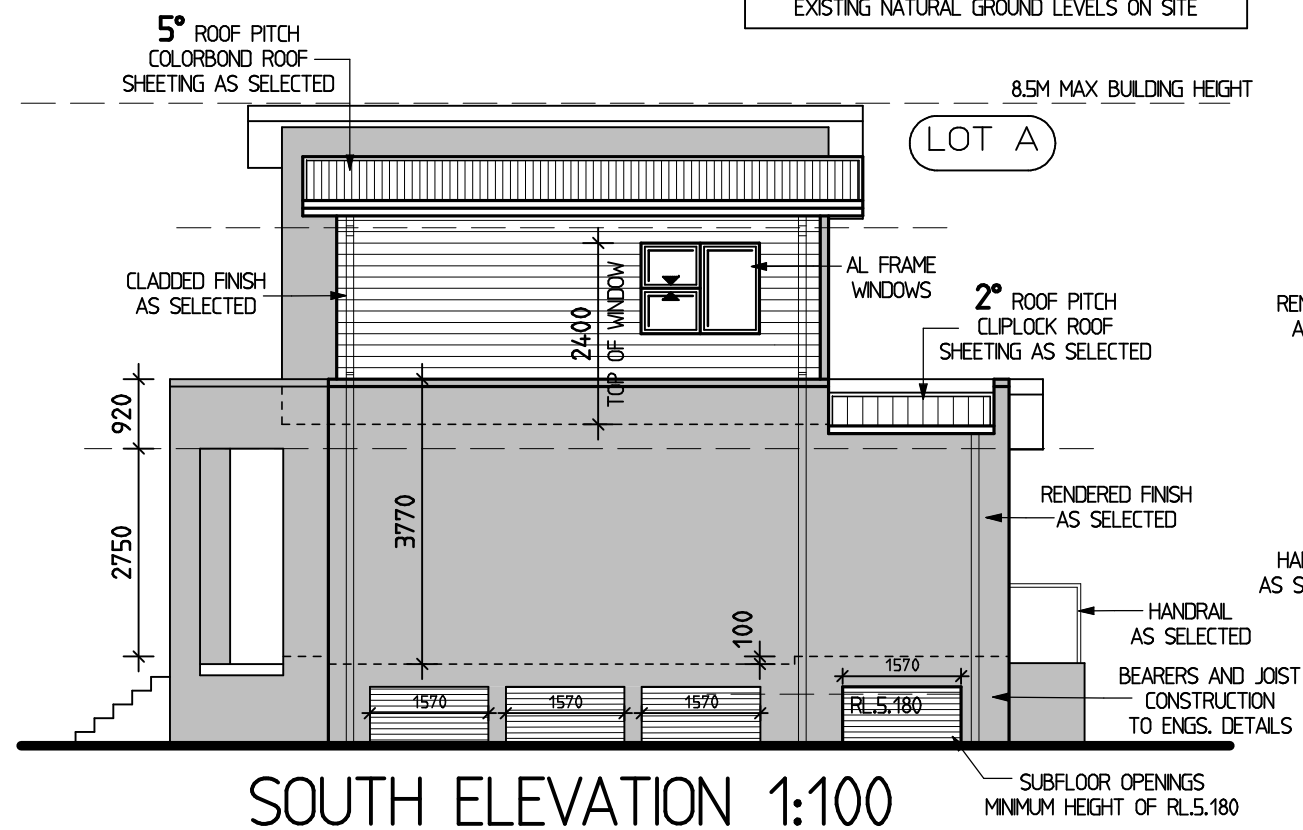 EXISTING NATURAL GROUND LEVELS ON SITE
5° ROOF PITCH
COLORBOND ROOF
SHEETING AS SELECTED
8.5M MAX BUILDING HEIGHT
LOT A
CLADDED FINISH
AS SELECTED
2400
TOP OF WINDOW
AL FRAME
WINDOWS
2° ROOF PITCH
CLIPLOCK ROOF
SHEETING AS SELECTED
920
2750
3770
RENDERED FINISH
AS SELECTED
100
HANDRAIL
AS SELECTED
1570
1570
1570
1570
RL.5.180
BEARERS AND JOIST
CONSTRUCTION
TO ENGS. DETAILS
SUBFLOOR OPENINGS
MINIMUM HEIGHT OF RL.5.180
SOUTH ELEVATION 1:100